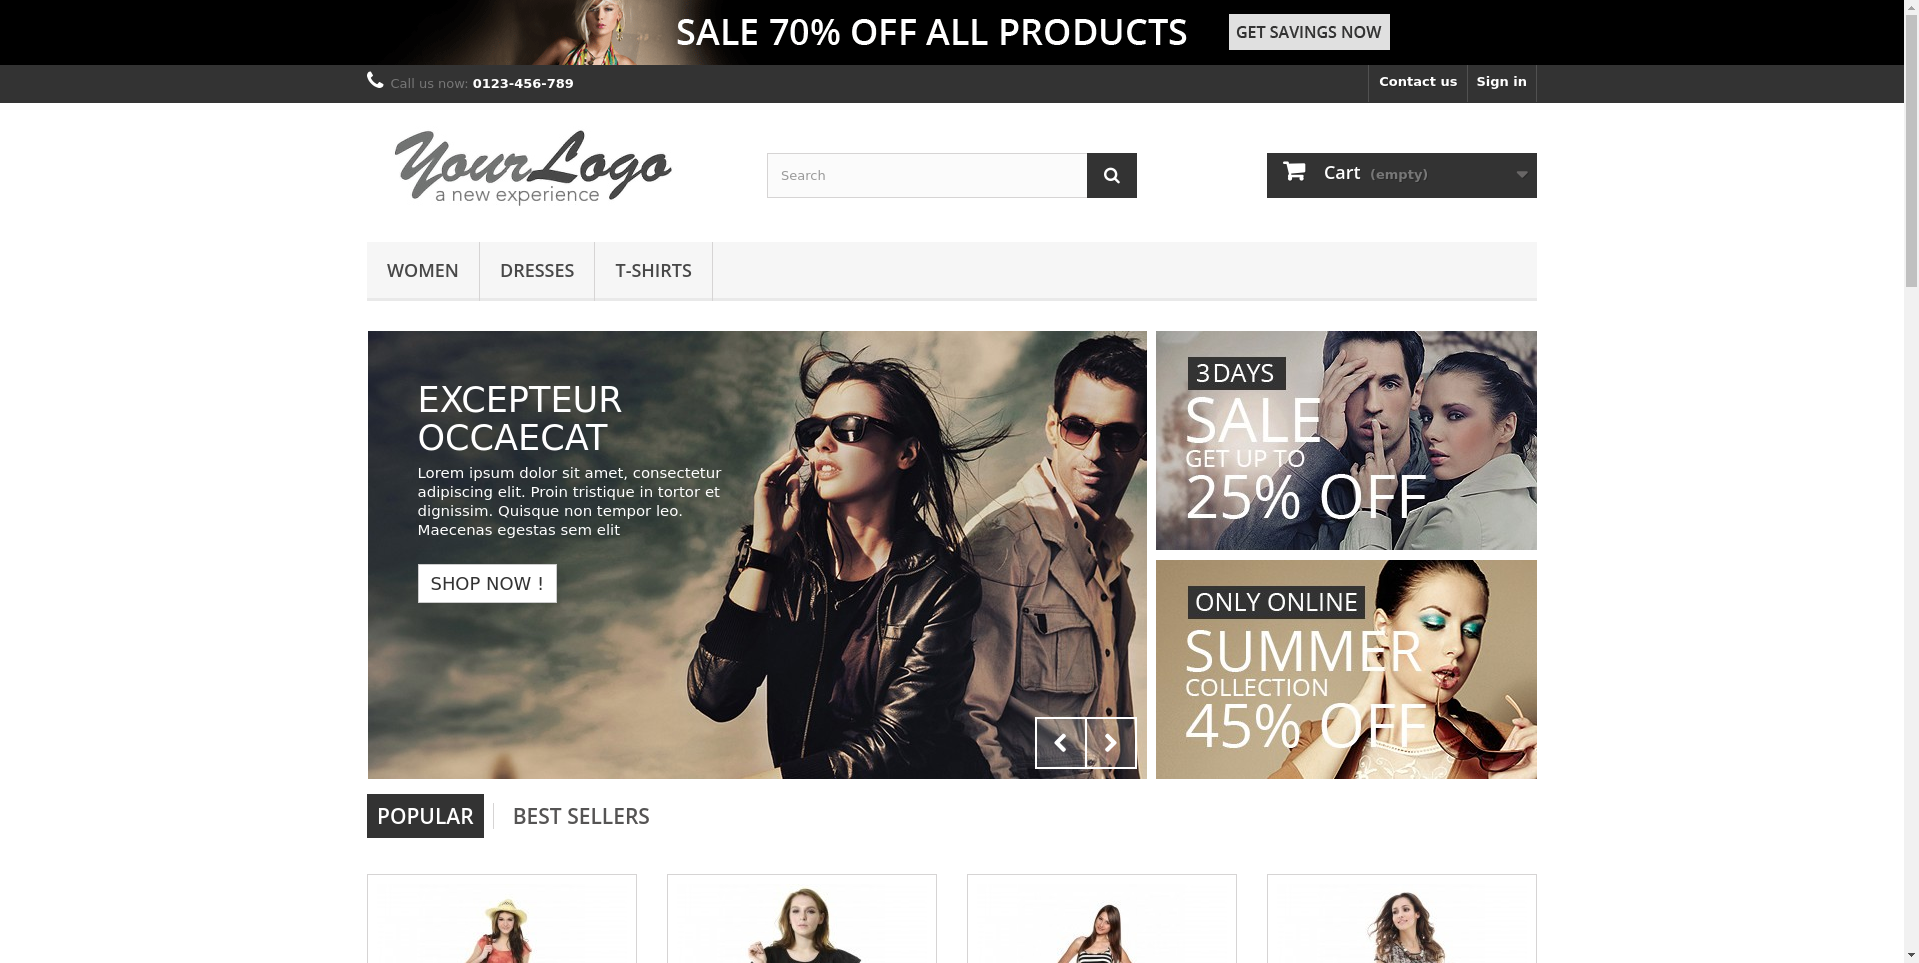 SALE 70% OFF ALL PRODUCTS
GET SAVINGS NOW
Call us now: 0123-456-789
Contact us
Sign in
YourLogo
a new experience
Search
Cart (empty)
WOMEN
DRESSES
T-SHIRTS
EXCEPTEUR
OCCAECAT
Lorem ipsum dolor sit amet, consectetur
adipiscing elit. Proin tristique in tortor et
dignissim. Quisque non tempor leo.
Maecenas egestas sem elit
SHOP NOW !
3 DAYS
SALE
GET UP TO
25% OFF
ONLY ONLINE
SUMMER
COLLECTION
45% OFF
POPULAR
BEST SELLERS